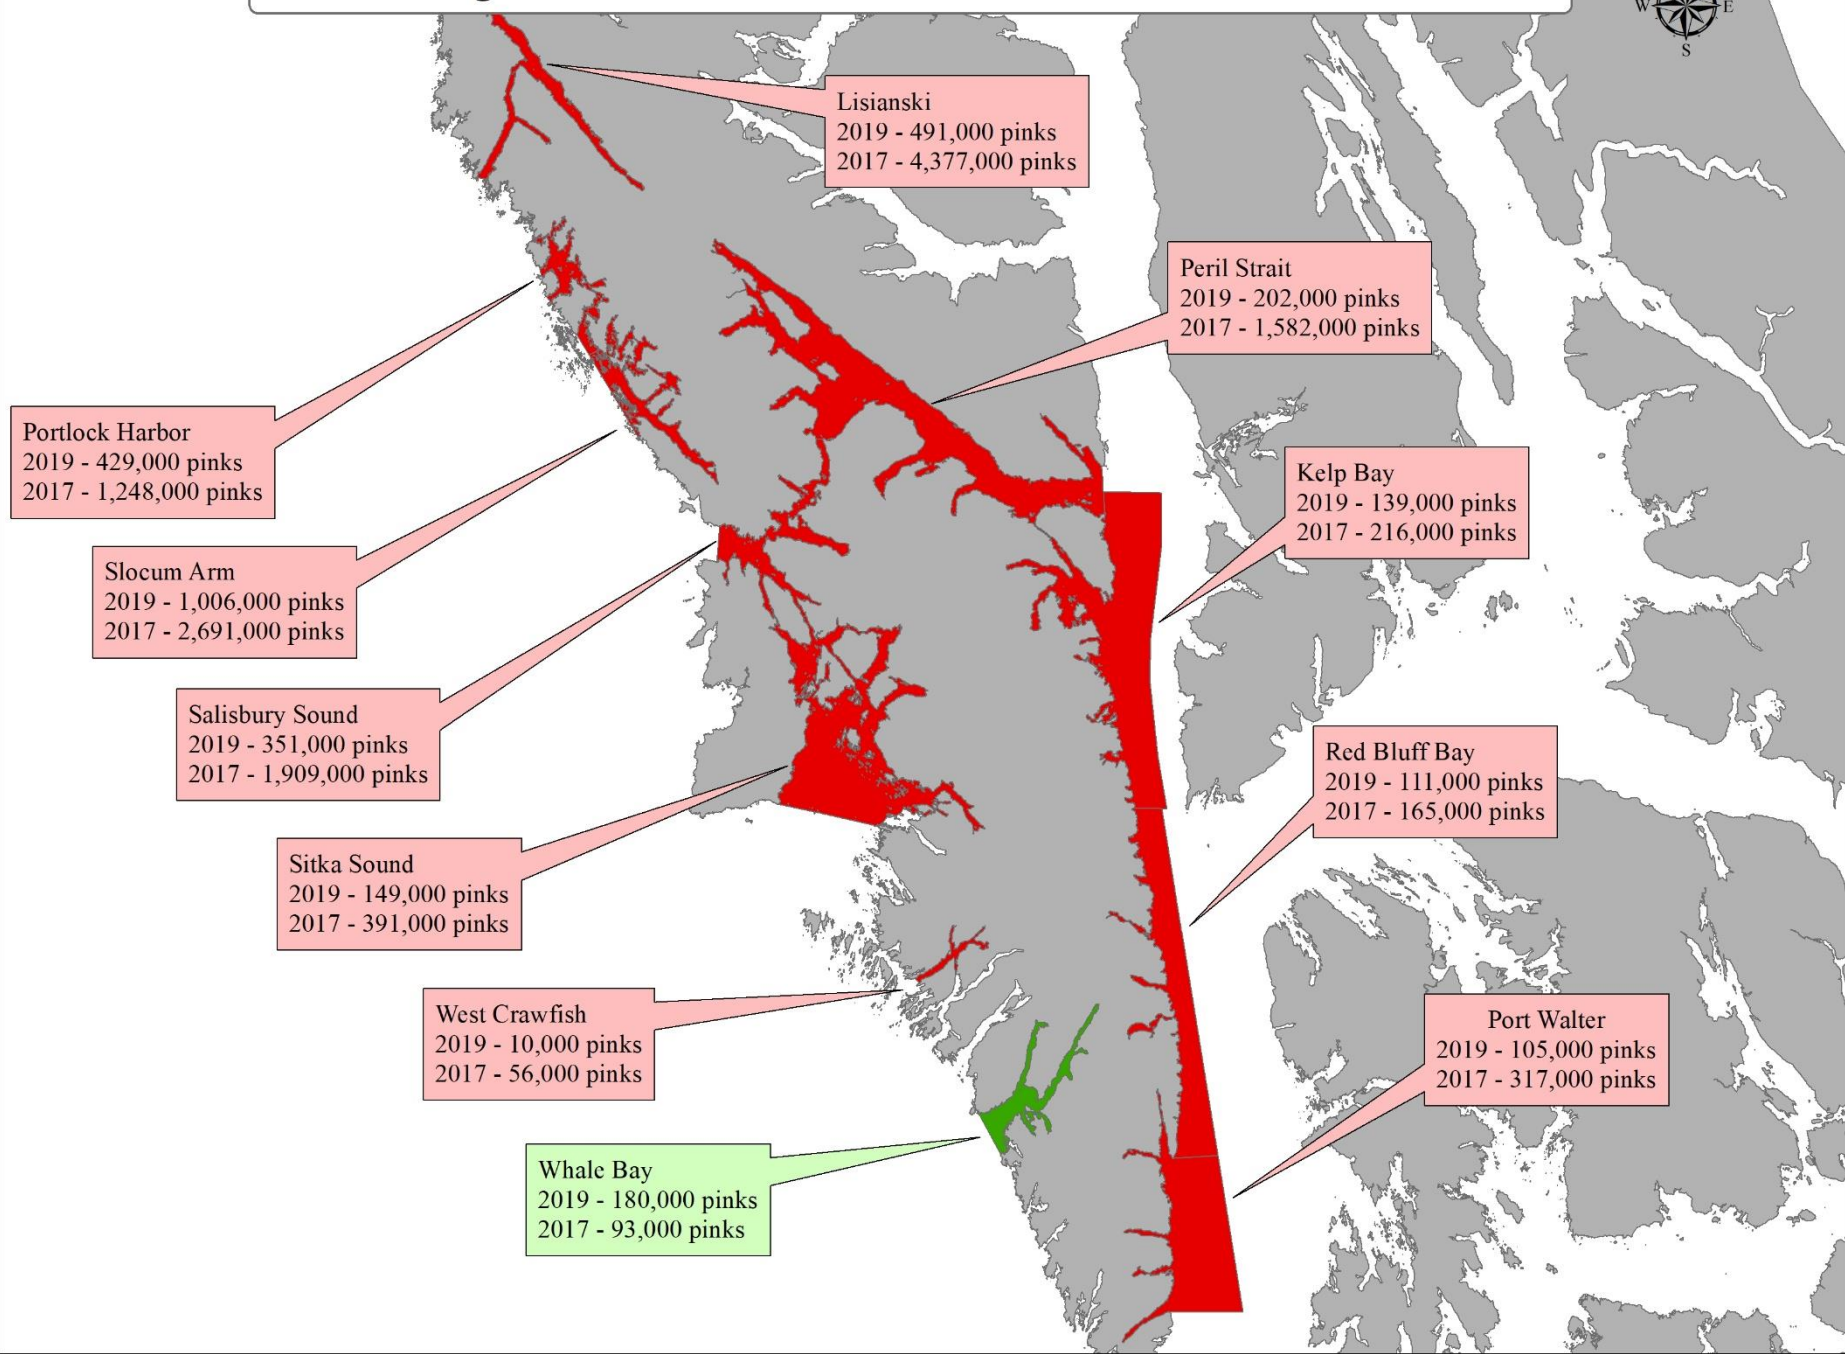 W
E
S
Lisianski
2019 - 491,000 pinks
2017 - 4,377,000 pinks
Peril Strait
2019 - 202,000 pinks
2017 - 1,582,000 pinks
Portlock Harbor
2019 - 429,000 pinks
2017 - 1,248,000 pinks
Kelp Bay
2019 - 139,000 pinks
2017 - 216,000 pinks
Slocum Arm
2019 - 1,006,000 pinks
2017 - 2,691,000 pinks
Salisbury Sound
2019 - 351,000 pinks
2017 - 1,909,000 pinks
Red Bluff Bay
2019 - 111,000 pinks
2017 - 165,000 pinks
Sitka Sound
2019 - 149,000 pinks
2017 - 391,000 pinks
West Crawfish
2019 - 10,000 pinks
2017 - 56,000 pinks
Port Walter
2019 - 105,000 pinks
2017 - 317,000 pinks
Whale Bay
2019 - 180,000 pinks
2017 - 93,000 pinks